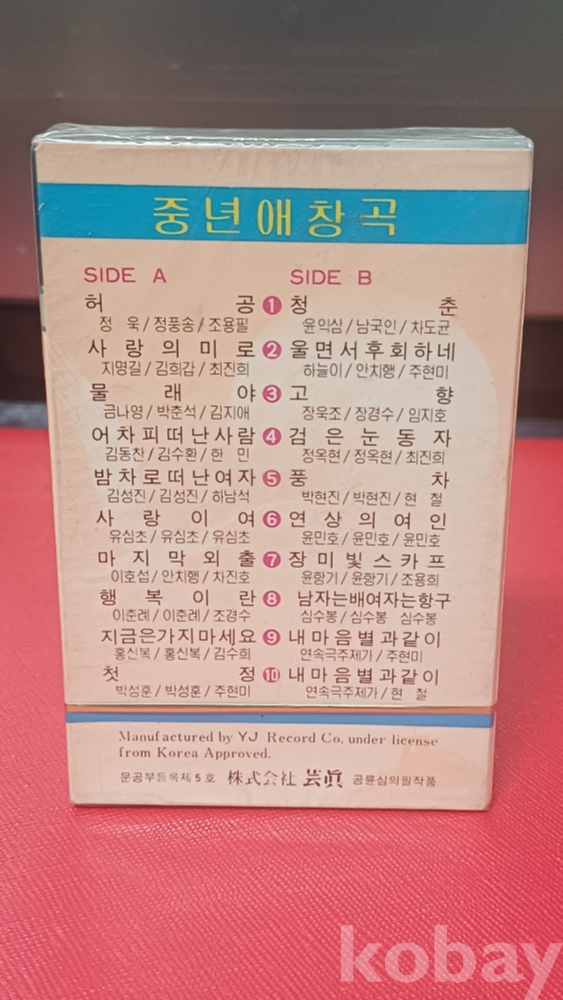 중년애창곡
SIDE A
SIDE B
허공 ❶ 청춘
정 욱/정풍송/조용필 윤익삼/남국인/차도균
사랑의미로 ❷ 울면서후회하네
지명길/김희갑/최진희 하늘이/안치행/주현미
물래야 ❸ 고향
금나영/박춘석/김지애 장욱조/장경수/임지호
어차피떠난사람 ❹ 검은눈동자
김동찬/김수환/한 민 정옥현/정옥현/최진희
밤차로떠난여자 ❺ 풍차
김성진/김성진/하남석 박현진/박현진/현 철
사랑이여 ❻ 연상의여인
유심초/유심초/유심초 윤민호/윤민호/윤민호
마지막외출 ❼ 장미빛스카프
이호섭/안치행/차진호 윤항기/윤항기/조용희
행복이란 ❽ 남자는배여자는항구
이준례/이준례/조경수 심수봉/심수봉 심수봉
지금은가지마세요 ❾ 내마음별과같이
홍신복/홍신복/김수희 연속극주제가/주현미
첫정 ❿ 내마음별과같이
박성훈/박성훈/주현미 연속극주제가/현 철
Manufactured by YJ Record Co. under license
from Korea Approved.
문공부등록제5호 株式会社 芸眞 공륜심의필작품
kobay